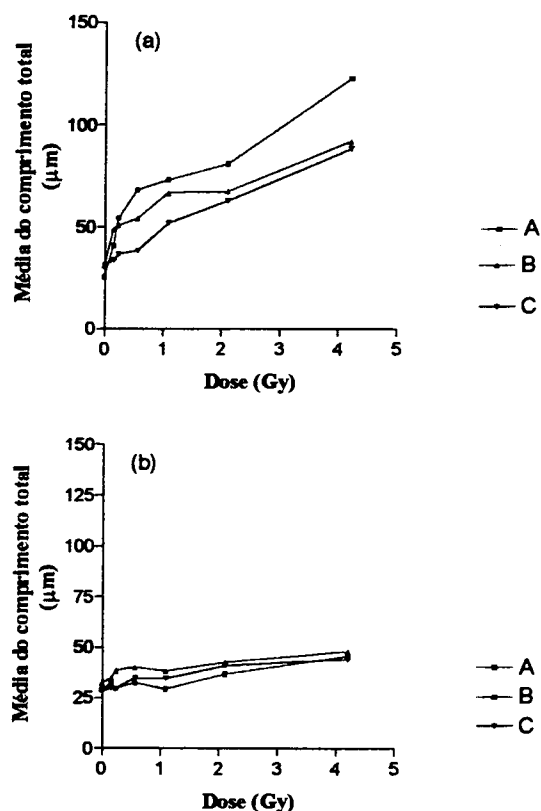 (a)
Média do comprimento total
(μm)
150
100
50
0
0 1 2 3 4 5
Dose (Gy)
A
B
C
(b)
Média do comprimento total
(μm)
150
125
100
75
50
25
0
0 1 2 3 4 5
Dose (Gy)
A
B
C